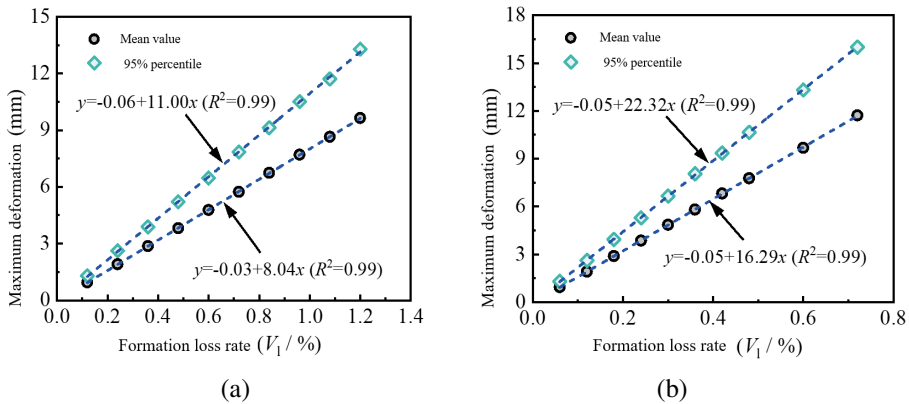 15
12
9
6
3
0
Maximum deformation (mm)
Mean value
95% percentile
y=-0.06+11.00x (R²=0.99)
y=-0.03+8.04x (R²=0.99)
0.0 0.2 0.4 0.6 0.8 1.0 1.2 1.4
Formation loss rate (V₁ / %)
(a)
18
15
12
9
6
3
0
Maximum deformation (mm)
Mean value
95% percentile
y=-0.05+22.32x (R²=0.99)
y=-0.05+16.29x (R²=0.99)
0.0 0.2 0.4 0.6 0.8
Formation loss rate (V₁ / %)
(b)